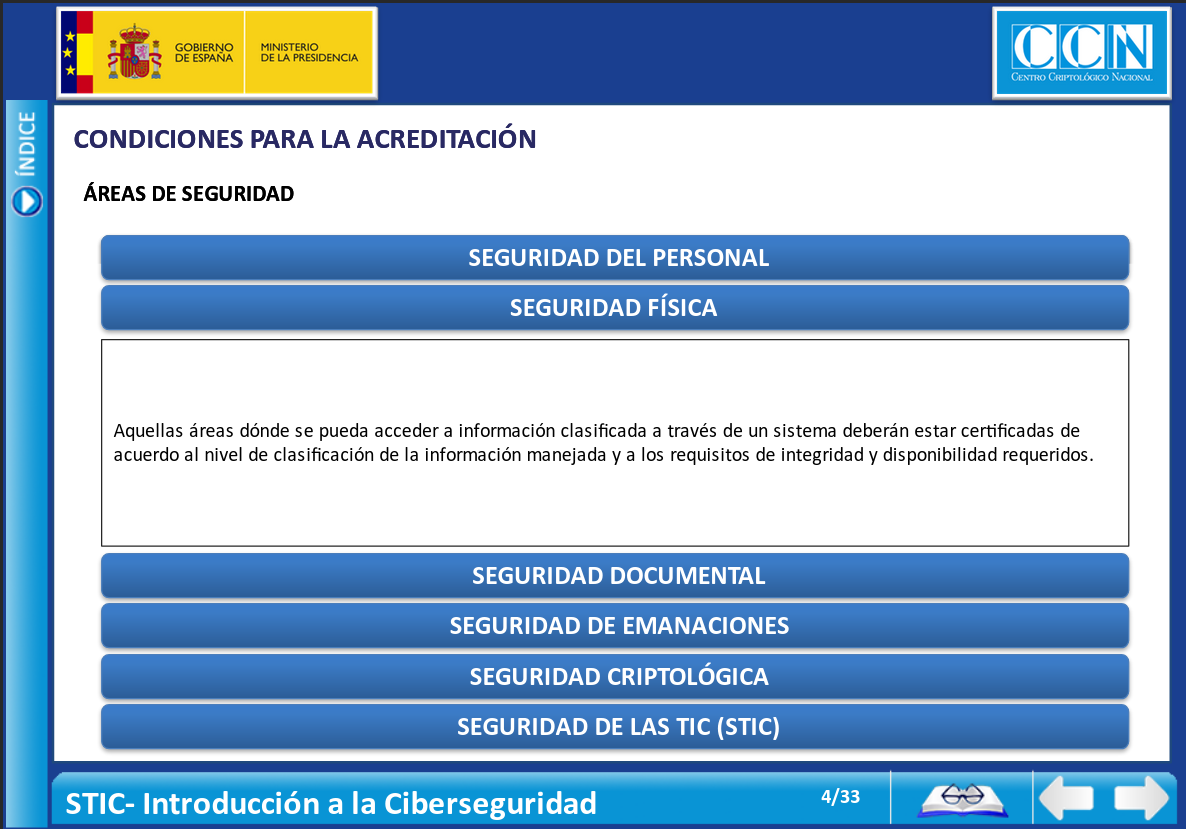 GOBIERNO
DE ESPAÑA
MINISTERIO
DE LA PRESIDENCIA
CCN
CENTRO CRIPTOLÓGICO NACIONAL
ÍNDICE
CONDICIONES PARA LA ACREDITACIÓN
ÁREAS DE SEGURIDAD
SEGURIDAD DEL PERSONAL
SEGURIDAD FÍSICA
Aquellas áreas dónde se pueda acceder a información clasificada a través de un sistema deberán estar certificadas de
acuerdo al nivel de clasificación de la información manejada y a los requisitos de integridad y disponibilidad requeridos.
SEGURIDAD DOCUMENTAL
SEGURIDAD DE EMANACIONES
SEGURIDAD CRIPTOLÓGICA
SEGURIDAD DE LAS TIC (STIC)
STIC- Introducción a la Ciberseguridad
4/33